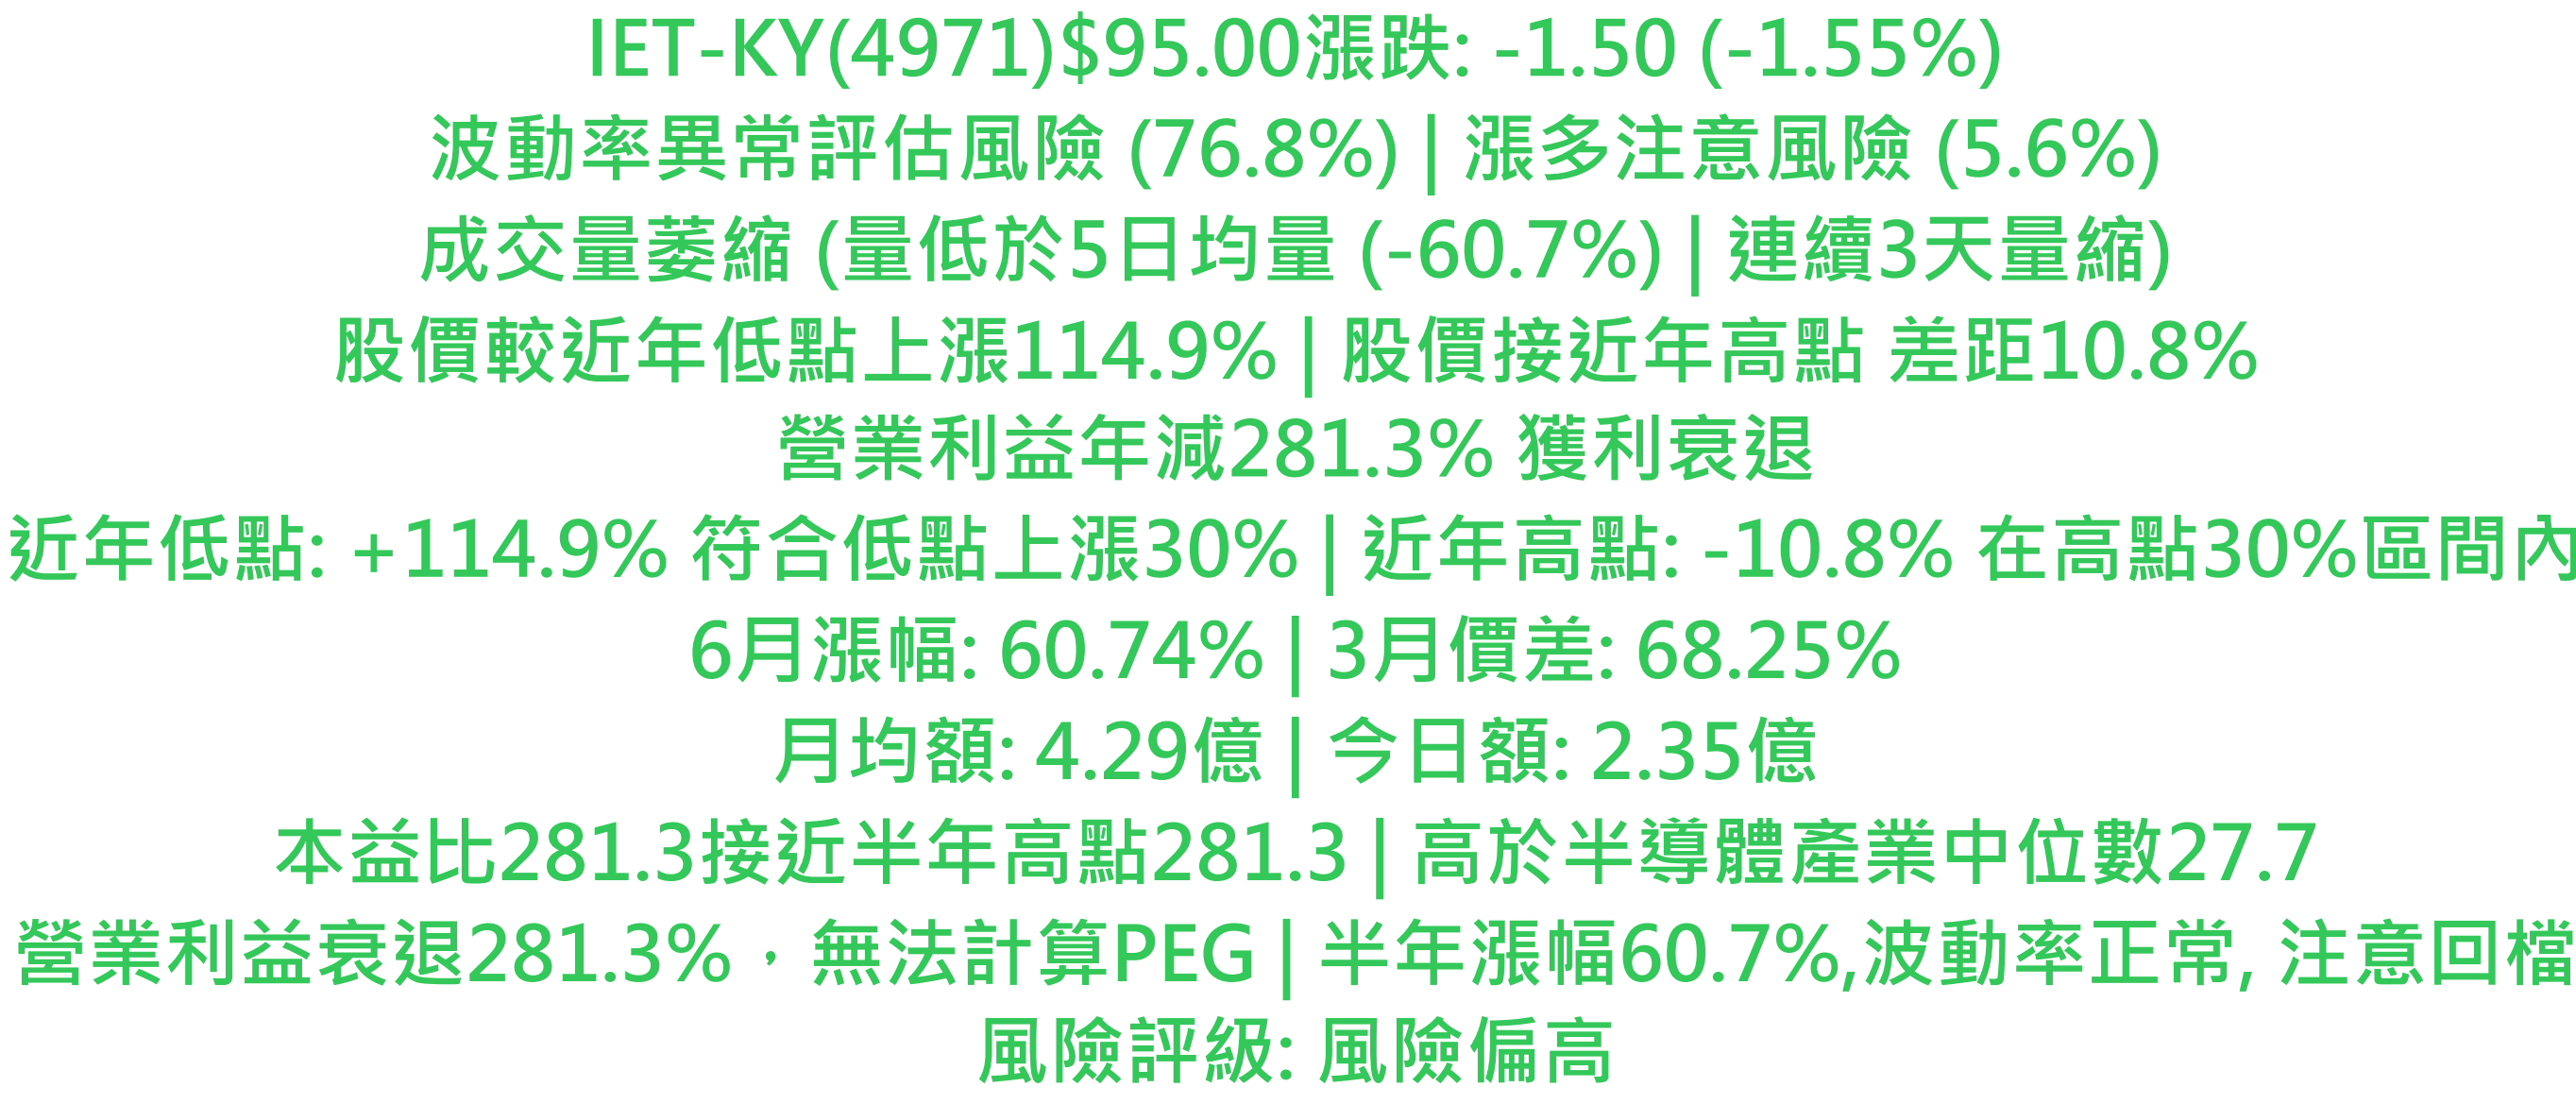 IET-KY(4971)$95.00漲跌: -1.50 (-1.55%)
波動率異常評估風險 (76.8%) | 漲多注意風險 (5.6%)
成交量萎縮 (量低於5日均量 (-60.7%) | 連續3天量縮)
股價較近年低點上漲114.9% | 股價接近年高點 差距10.8%
營業利益年減281.3% 獲利衰退
近年低點: +114.9% 符合低點上漲30% | 近年高點: -10.8% 在高點30%區間內
6月漲幅: 60.74% | 3月價差: 68.25%
月均額: 4.29億 | 今日額: 2.35億
本益比281.3接近半年高點281.3 | 高於半導體產業中位數27.7
營業利益衰退281.3%，無法計算PEG | 半年漲幅60.7%,波動率正常, 注意回檔
風險評級: 風險偏高